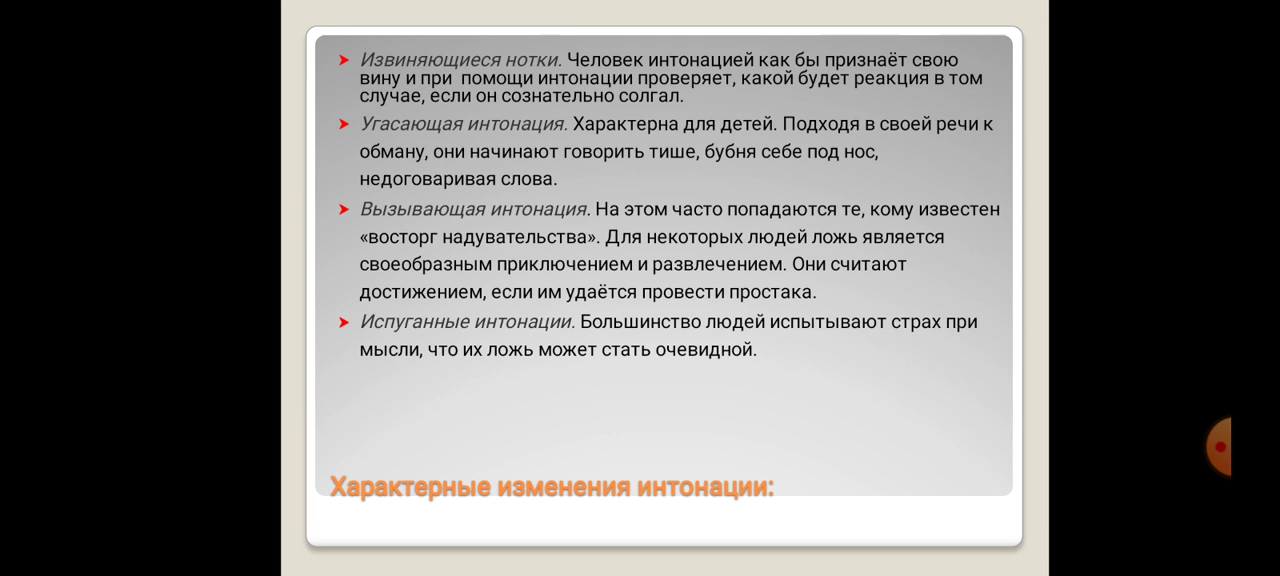 Извиняющиеся нотки. Человек интонацией как бы признаёт свою
вину и при помощи интонации проверяет, какой будет реакция в том
случае, если он сознательно солгал.
Угасающая интонация. Характерна для детей. Подходя в своей речи к
обману, они начинают говорить тише, бубня себе под нос,
недоговаривая слова.
Вызывающая интонация. На этом часто попадаются те, кому известен
«восторг надувательства». Для некоторых людей ложь является
своеобразным приключением и развлечением. Они считают
достижением, если им удаётся провести простака.
Испуганные интонации. Большинство людей испытывают страх при
мысли, что их ложь может стать очевидной.
Характерные изменения интонации: